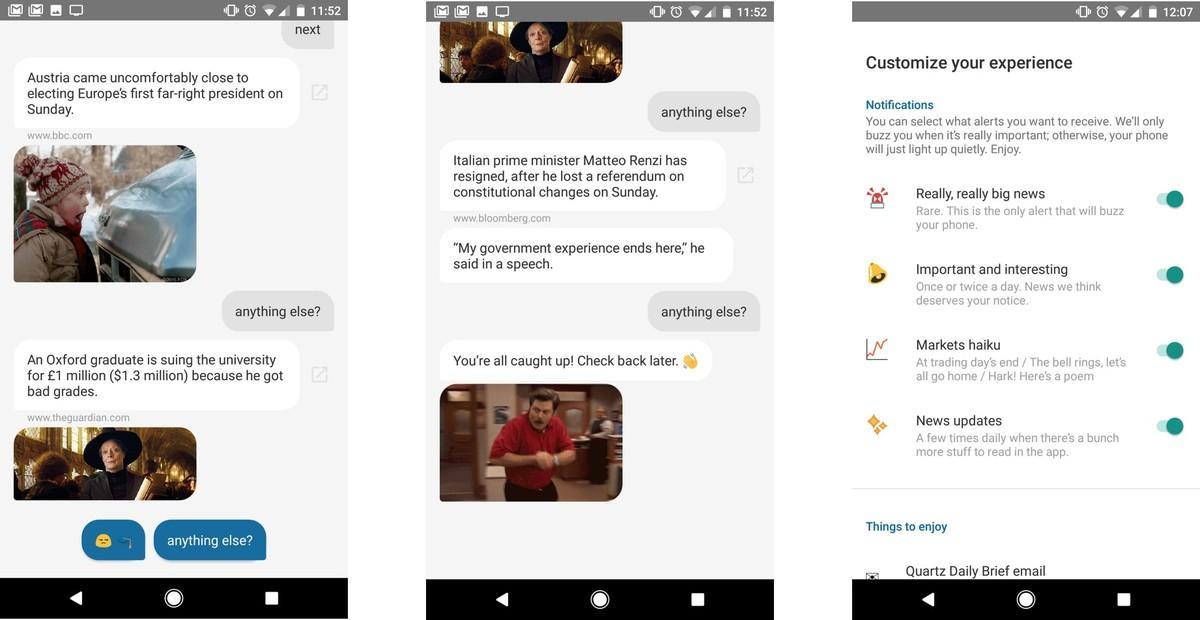 11:52
next
Austria came uncomfortably close to
electing Europe's first far-right president on
Sunday.
www.bbc.com
anything else?
An Oxford graduate is suing the university
for £1 million ($1.3 million) because he got
bad grades.
www.theguardian.com
anything else?
11:52
anything else?
Italian prime minister Matteo Renzi has
resigned, after he lost a referendum on
constitutional changes on Sunday.
www.bloomberg.com
“My government experience ends here,” he
said in a speech.
anything else?
You're all caught up! Check back later. 👋
12:07
Customize your experience
Notifications
You can select what alerts you want to receive. We'll only
buzz you when it's really important; otherwise, your phone
will just light up quietly. Enjoy.
Really, really big news
Rare. This is the only alert that will buzz
your phone.
Important and interesting
Once or twice a day. News we think
deserves your notice.
Markets haiku
At trading day's end / The bell rings, let's
all go home / Hark! Here's a poem
News updates
A few times daily when there's a bunch
more stuff to read in the app.
Things to enjoy
Quartz Daily Brief email